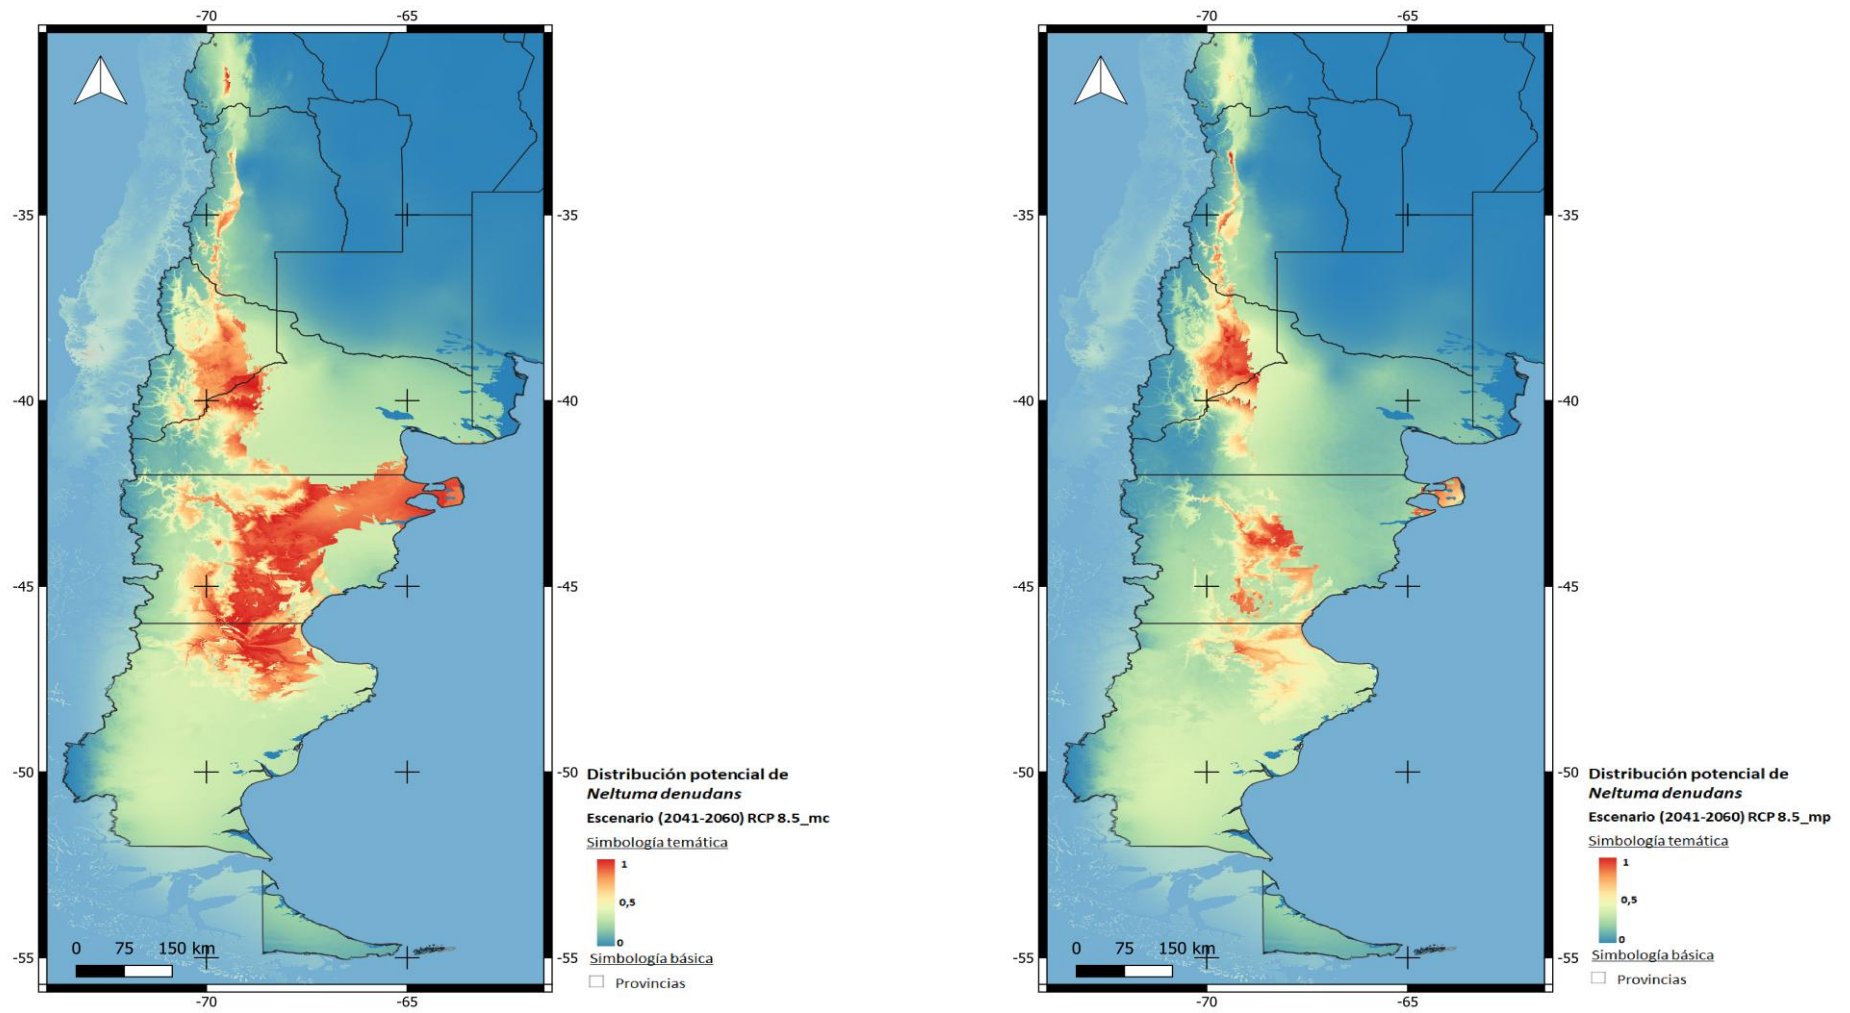 -70 -65
-35 -35
-40 -40
-45 -45
-50 -50
-55 -55
-70 -65
0 75 150 km
Distribución potencial de
Neltuma denudans
Escenario (2041-2060) RCP 8.5_mc
Simbología temática
1
0,5
0
Simbología básica
Provincias
-70 -65
-35 -35
-40 -40
-45 -45
-50 -50
-55 -55
-70 -65
0 75 150 km
Distribución potencial de
Neltuma denudans
Escenario (2041-2060) RCP 8.5_mp
Simbología temática
1
0,5
0
Simbología básica
Provincias